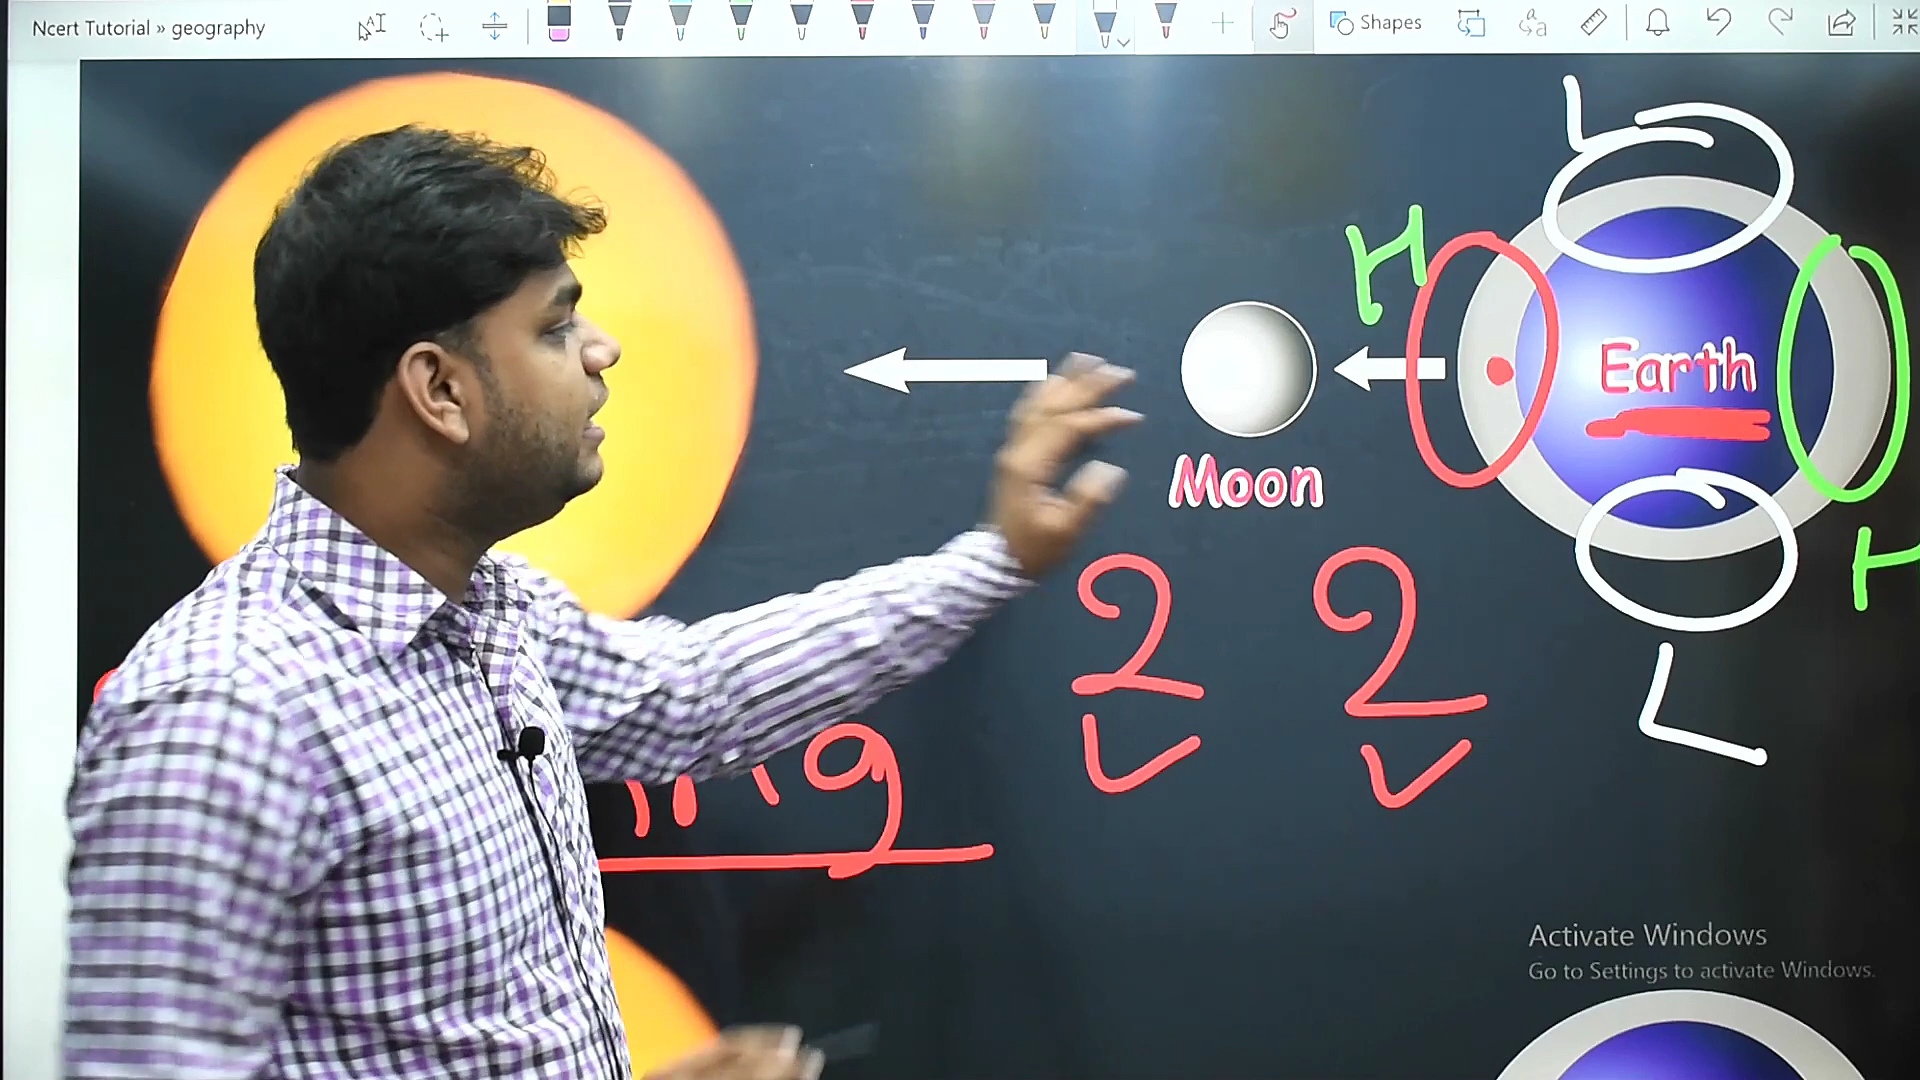 Ncert Tutorial » geography
Shapes
L
H
Earth
Moon
H
2 2
L
Activate Windows
Go to Settings to activate Windows.